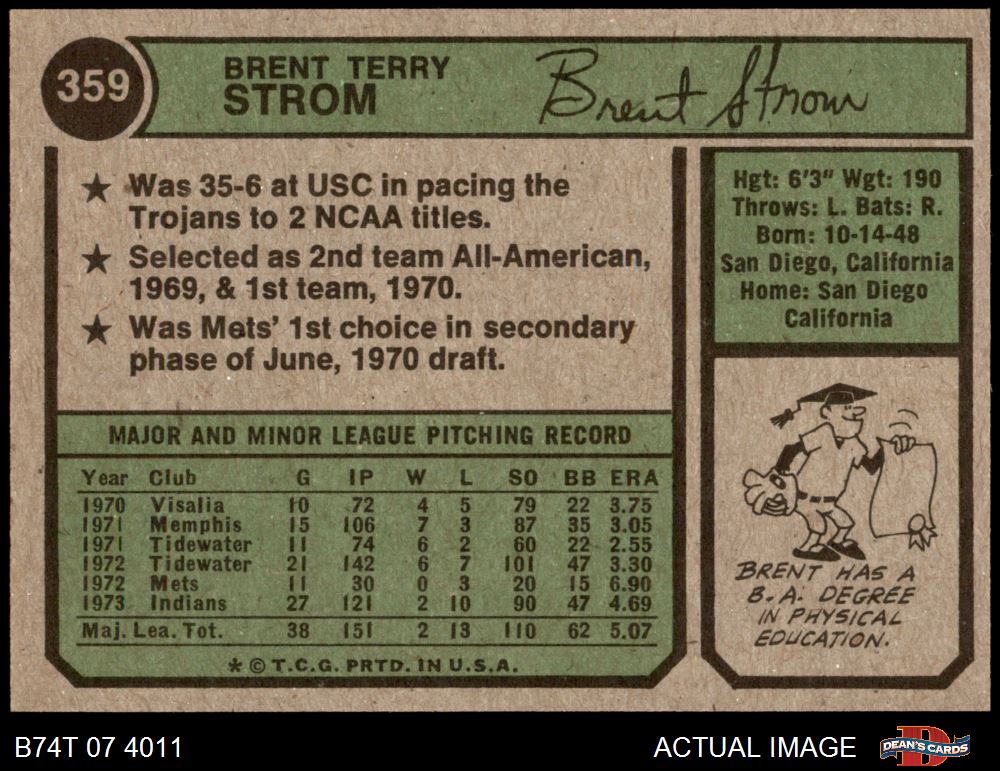 359
BRENT TERRY
STROM
Brent Strom
★ Was 35-6 at USC in pacing the
Trojans to 2 NCAA titles.
★ Selected as 2nd team All-American,
1969, & 1st team, 1970.
★ Was Mets' 1st choice in secondary
phase of June, 1970 draft.
Hgt: 6'3" Wgt: 190
Throws: L. Bats: R.
Born: 10-14-48
San Diego, California
Home: San Diego
California
MAJOR AND MINOR LEAGUE PITCHING RECORD
Year Club G IP W L SO BB ERA
1970 Visalia 10 72 4 5 79 22 3.75
1971 Memphis 15 106 7 3 87 35 3.05
1971 Tidewater 11 74 6 2 60 22 2.55
1972 Tidewater 21 142 6 7 101 47 3.30
1972 Mets 11 30 0 3 20 15 6.90
1973 Indians 27 121 2 10 90 47 4.69
Maj. Lea. Tot. 38 151 2 13 110 62 5.07
* © T.C.G. PRTD. IN U.S.A.
BRENT HAS A
B.A. DEGREE
IN PHYSICAL
EDUCATION.
B74T 07 4011
ACTUAL IMAGE
DEAN'S CARDS